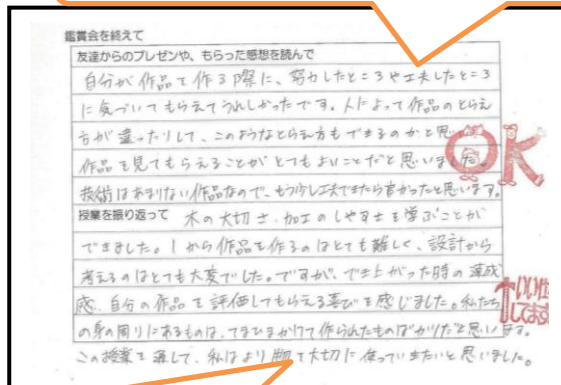 鑑賞会を終えて
友達からのプレゼンや、もらった感想を読んで
自分が作品を作る際に、努力したところや工夫したところ
に気づいてもらえてうれしかったです。人によって作品のとらえ
方が違ったりして、このようなとらえ方もできるのかと思
作品を見てもらえることがとてもよいことだと思いました。
技術はあまりない作品なので、もう少し工夫できたら良かったと思います。
授業を振り返って 木の大切さ、加工のしやすさを学ぶことが
できました。1から作品を作るのはとても難しく、設計から
考えるのはとても大変でした。ですが、でき上がった時の達成
感、自分の作品を評価してもらえる喜びを感じました。私たち
の身の周りにあるものは、てまひまかけて作られたものばかりだと思います。
この授業を通して、私はより物を大切に使っていきたいと思いました。
OK